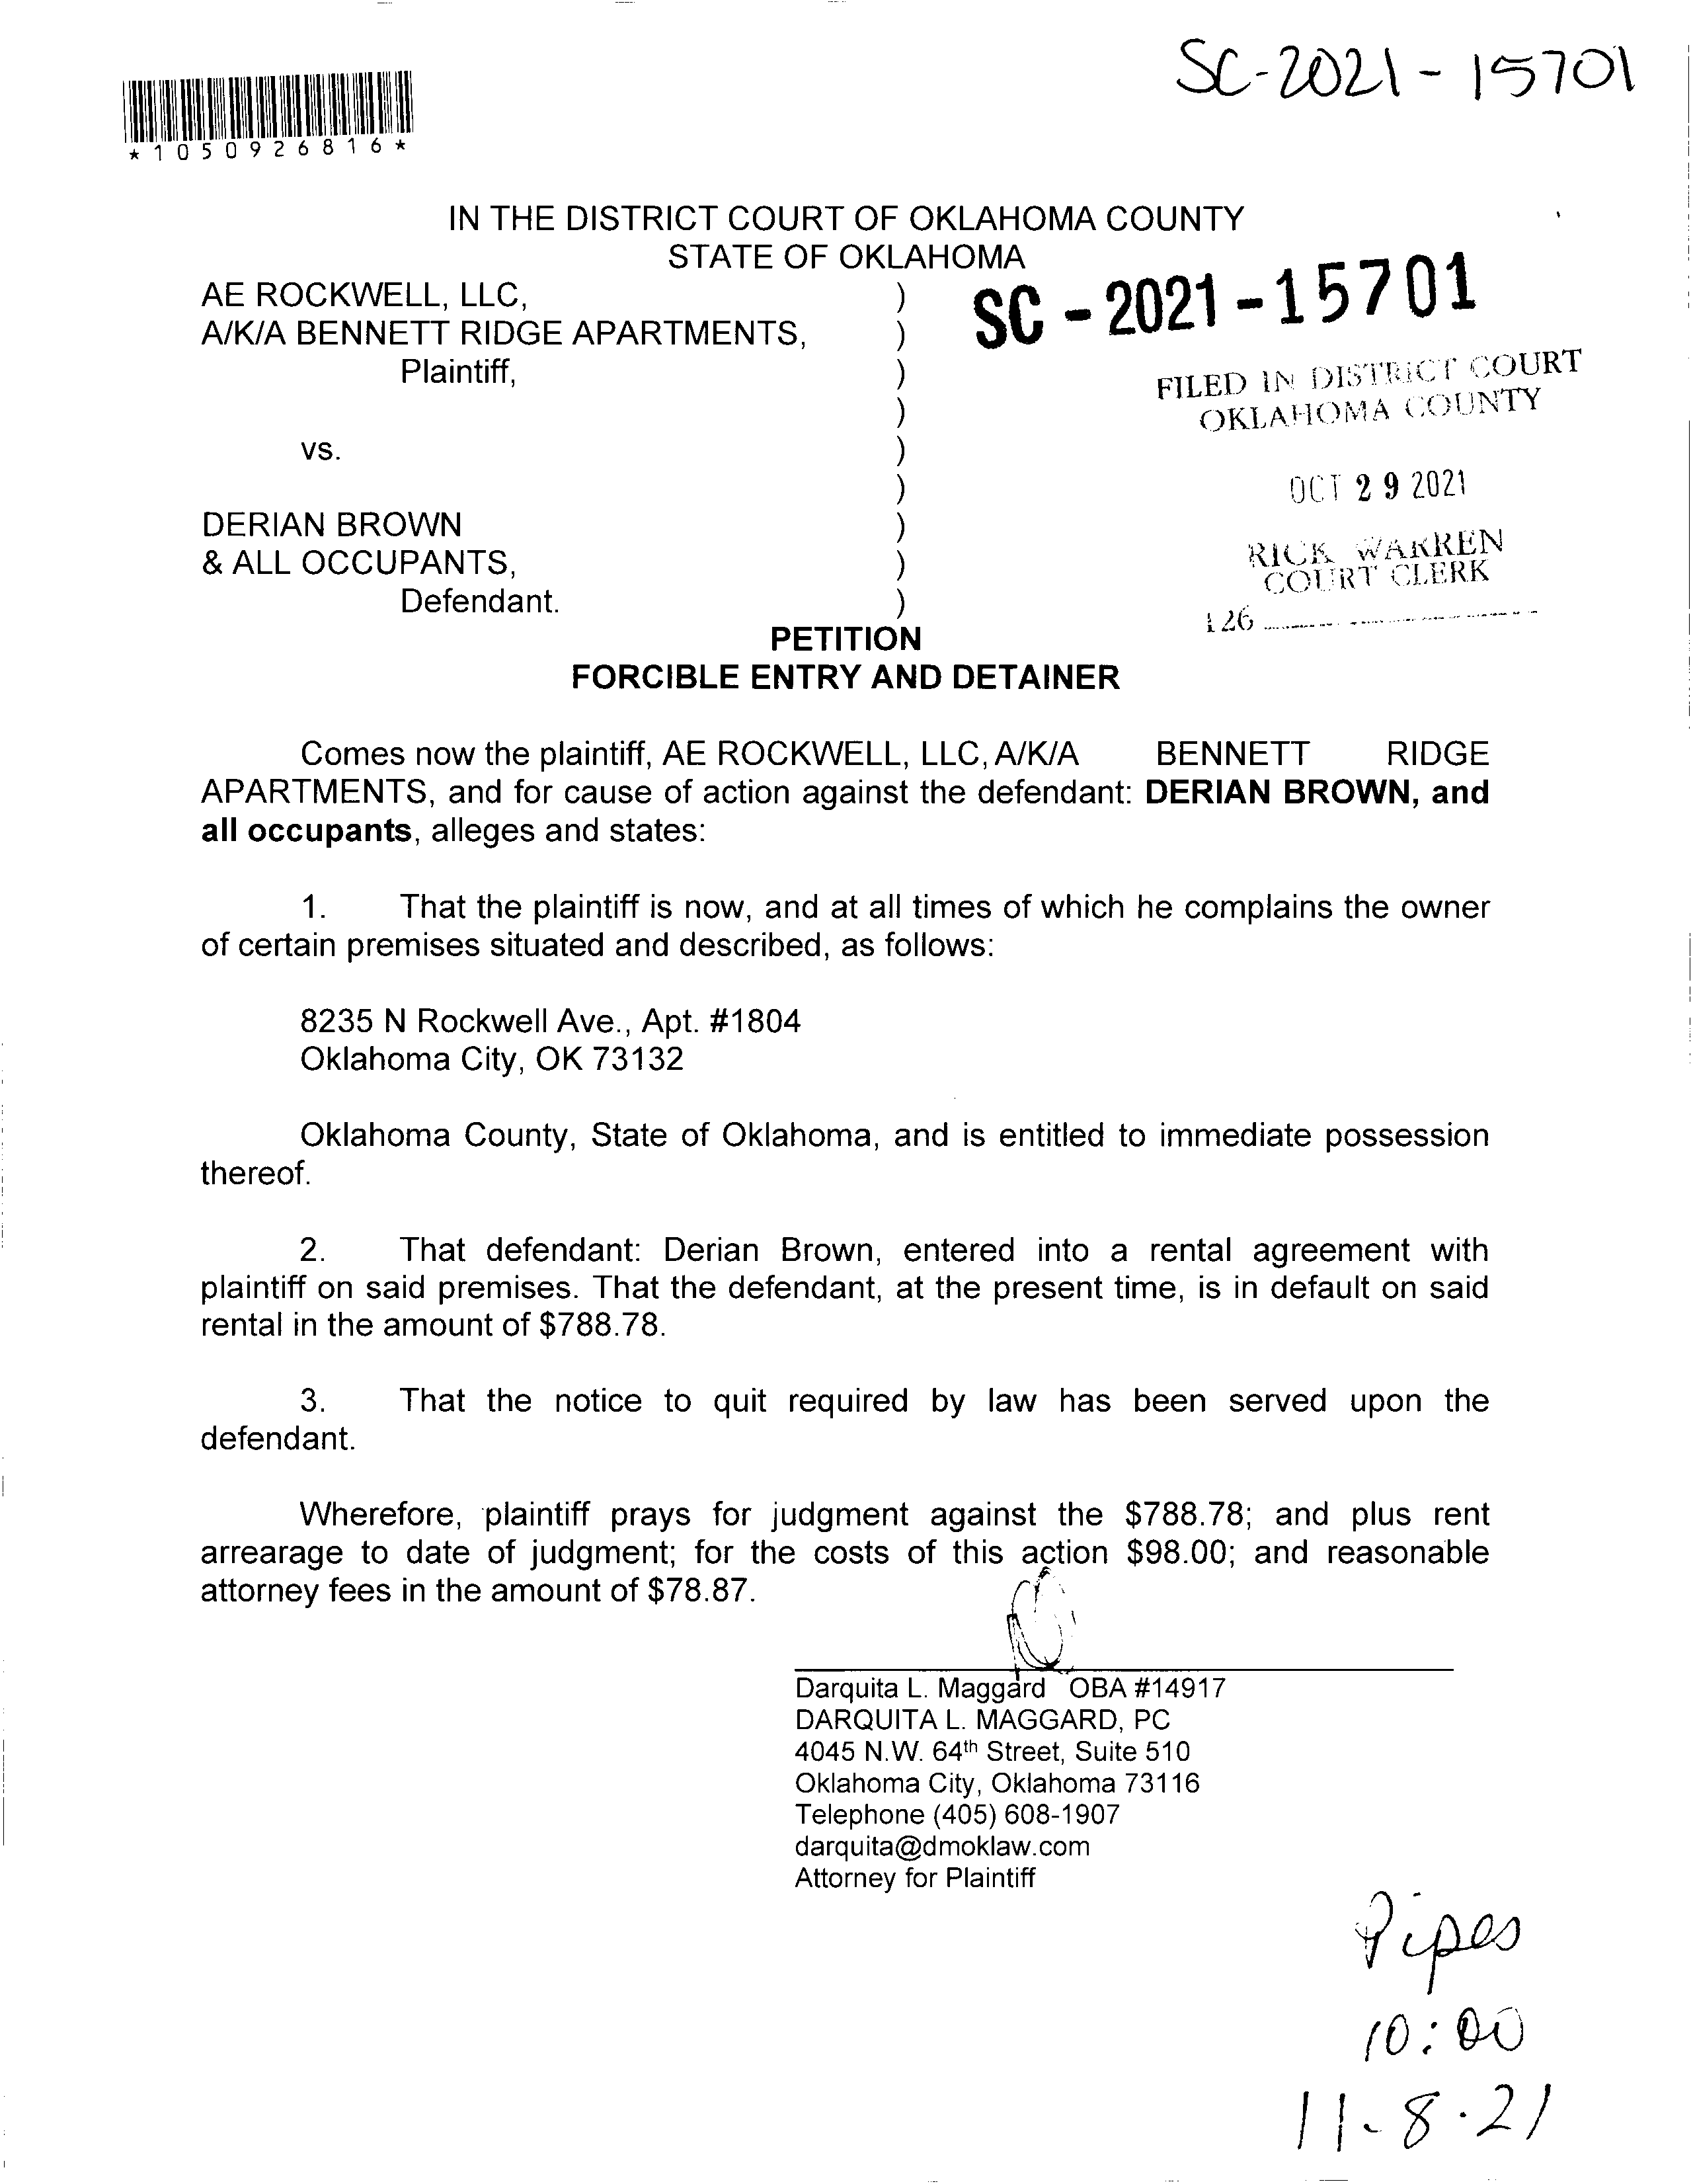 SC-2021-15701
*1050926816*
IN THE DISTRICT COURT OF OKLAHOMA COUNTY
STATE OF OKLAHOMA
AE ROCKWELL, LLC, )
A/K/A BENNETT RIDGE APARTMENTS, )
Plaintiff, )
)
vs. )
)
DERIAN BROWN )
& ALL OCCUPANTS, )
Defendant. )
SC-2021-15701
FILED IN DISTRICT COURT
OKLAHOMA COUNTY
OCT 29 2021
RICK WARREN
COURT CLERK
126
PETITION
FORCIBLE ENTRY AND DETAINER
Comes now the plaintiff, AE ROCKWELL, LLC, A/K/A BENNETT RIDGE
APARTMENTS, and for cause of action against the defendant: DERIAN BROWN, and
all occupants, alleges and states:
1. That the plaintiff is now, and at all times of which he complains the owner
of certain premises situated and described, as follows:
8235 N Rockwell Ave., Apt. #1804
Oklahoma City, OK 73132
Oklahoma County, State of Oklahoma, and is entitled to immediate possession
thereof.
2. That defendant: Derian Brown, entered into a rental agreement with
plaintiff on said premises. That the defendant, at the present time, is in default on said
rental in the amount of $788.78.
3. That the notice to quit required by law has been served upon the
defendant.
Wherefore, plaintiff prays for judgment against the $788.78; and plus rent
arrearage to date of judgment; for the costs of this action $98.00; and reasonable
attorney fees in the amount of $78.87.
Darquita L. Maggard OBA #14917
DARQUITA L. MAGGARD, PC
4045 N.W. 64th Street, Suite 510
Oklahoma City, Oklahoma 73116
Telephone (405) 608-1907
darquita@dmoklaw.com
Attorney for Plaintiff
Pipes
10:00
11-8-21